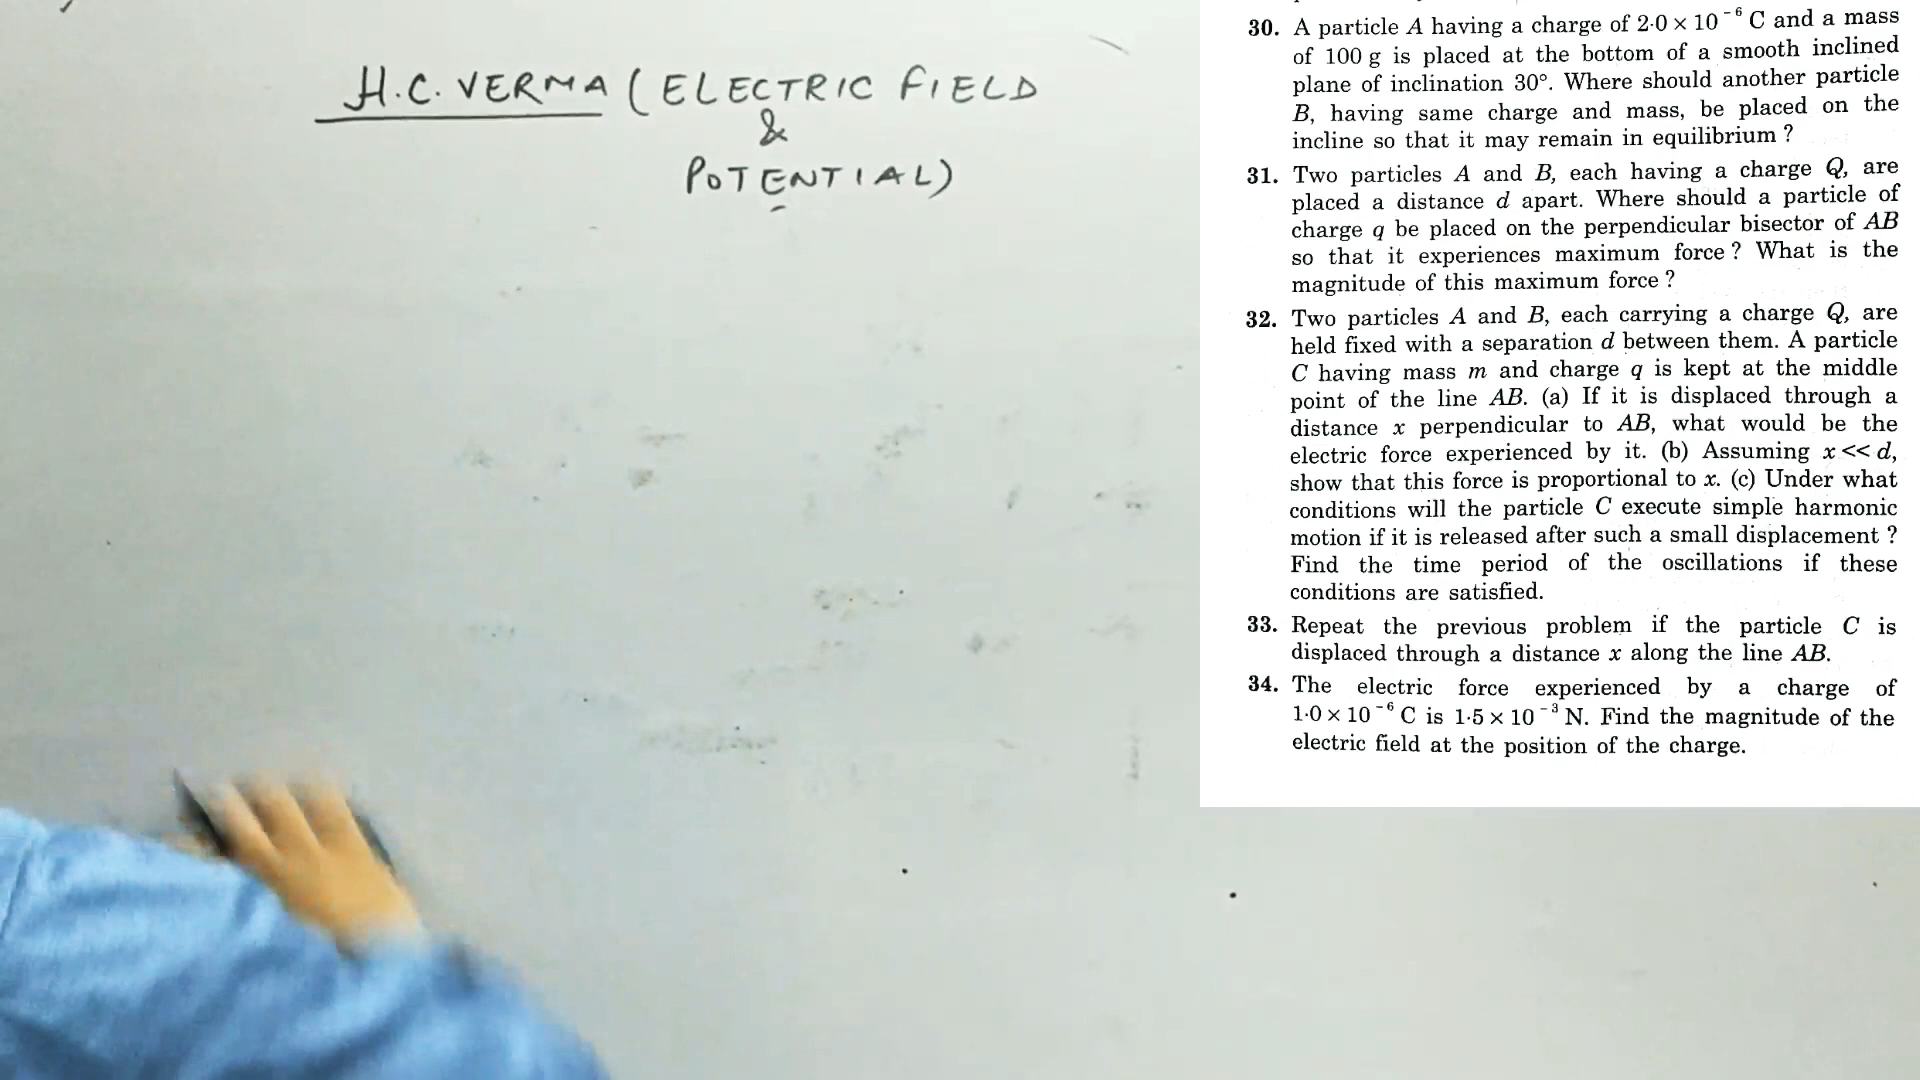 H.C. VERMA (ELECTRIC FIELD
&
POTENTIAL)
30. A particle A having a charge of 2·0 × 10⁻⁶ C and a mass
of 100 g is placed at the bottom of a smooth inclined
plane of inclination 30°. Where should another particle
B, having same charge and mass, be placed on the
incline so that it may remain in equilibrium ?
31. Two particles A and B, each having a charge Q, are
placed a distance d apart. Where should a particle of
charge q be placed on the perpendicular bisector of AB
so that it experiences maximum force ? What is the
magnitude of this maximum force ?
32. Two particles A and B, each carrying a charge Q, are
held fixed with a separation d between them. A particle
C having mass m and charge q is kept at the middle
point of the line AB. (a) If it is displaced through a
distance x perpendicular to AB, what would be the
electric force experienced by it. (b) Assuming x << d,
show that this force is proportional to x. (c) Under what
conditions will the particle C execute simple harmonic
motion if it is released after such a small displacement ?
Find the time period of the oscillations if these
conditions are satisfied.
33. Repeat the previous problem if the particle C is
displaced through a distance x along the line AB.
34. The electric force experienced by a charge of
1·0 × 10⁻⁶ C is 1·5 × 10⁻³ N. Find the magnitude of the
electric field at the position of the charge.